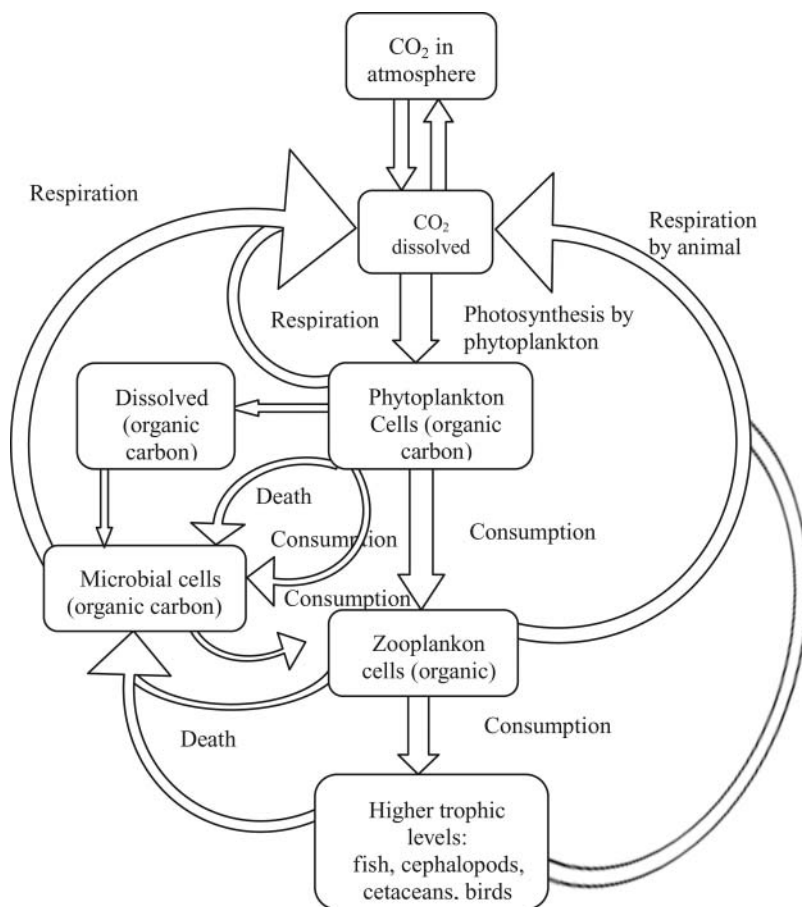 CO₂ in
atmosphere
Respiration
CO₂
dissolved
Respiration
by animal
Respiration
Photosynthesis by
phytoplankton
Dissolved
(organic
carbon)
Phytoplankton
Cells (organic
carbon)
Death
Consumption
Consumption
Microbial cells
(organic carbon)
Consumption
Zooplankon
cells (organic)
Death
Consumption
Higher trophic
levels:
fish, cephalopods,
cetaceans. birds